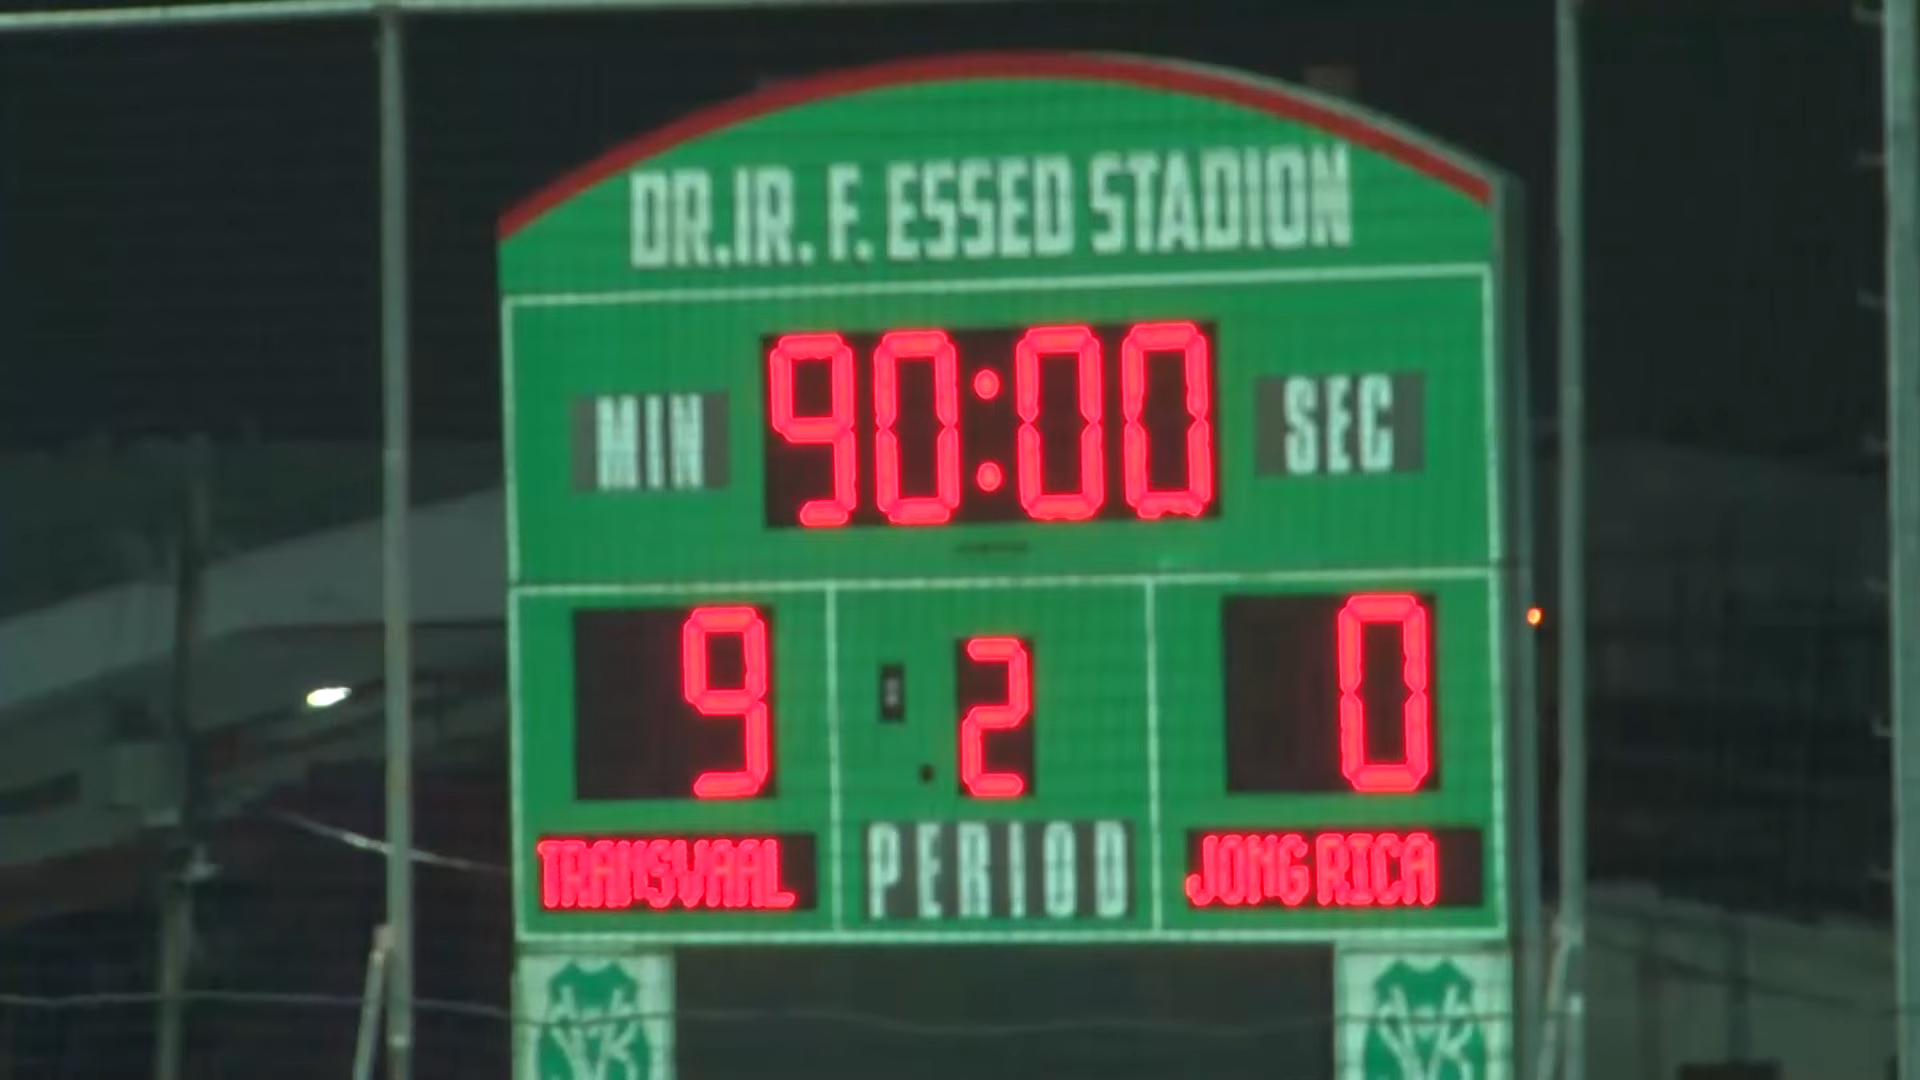 DR.IR. F. ESSED STADION
MIN 90:00 SEC
9 2 0
TRANSVAAL PERIOD JONG RICA